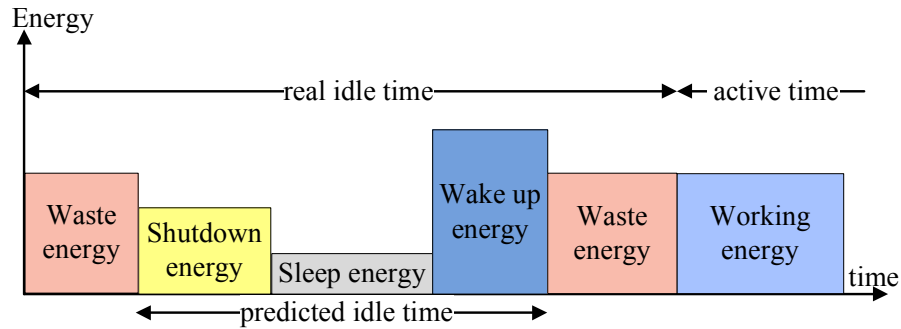 Energy
real idle time
active time
Waste
energy
Shutdown
energy
Sleep energy
Wake up
energy
Waste
energy
Working
energy
time
predicted idle time